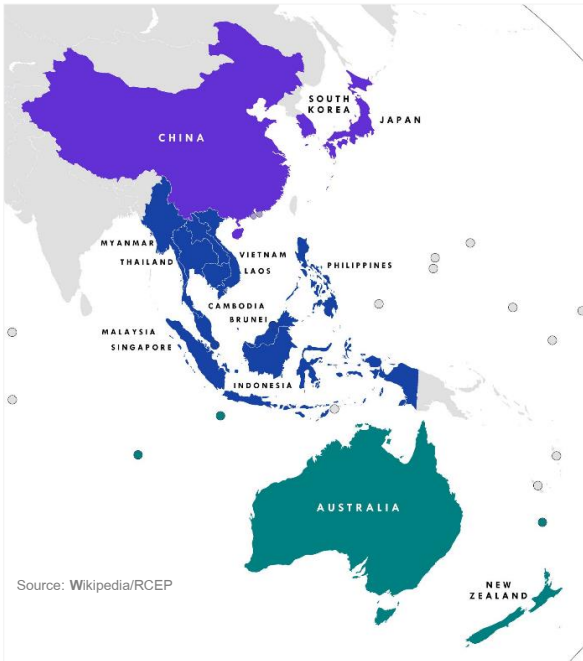 SOUTH
KOREA
JAPAN
CHINA
MYANMAR
THAILAND
VIETNAM
LAOS
PHILIPPINES
CAMBODIA
BRUNEI
MALAYSIA
SINGAPORE
INDONESIA
AUSTRALIA
Source: Wikipedia/RCEP
NEW
ZEALAND